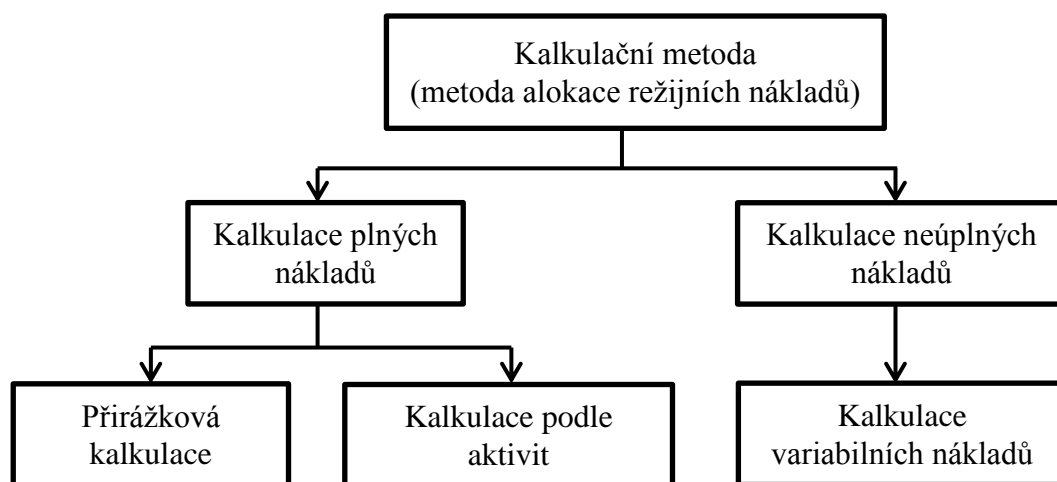 Kalkulační metoda
(metoda alokace režijních nákladů)
Kalkulace plných
nákladů
Kalkulace neúplných
nákladů
Přirážková
kalkulace
Kalkulace podle
aktivit
Kalkulace
variabilních nákladů